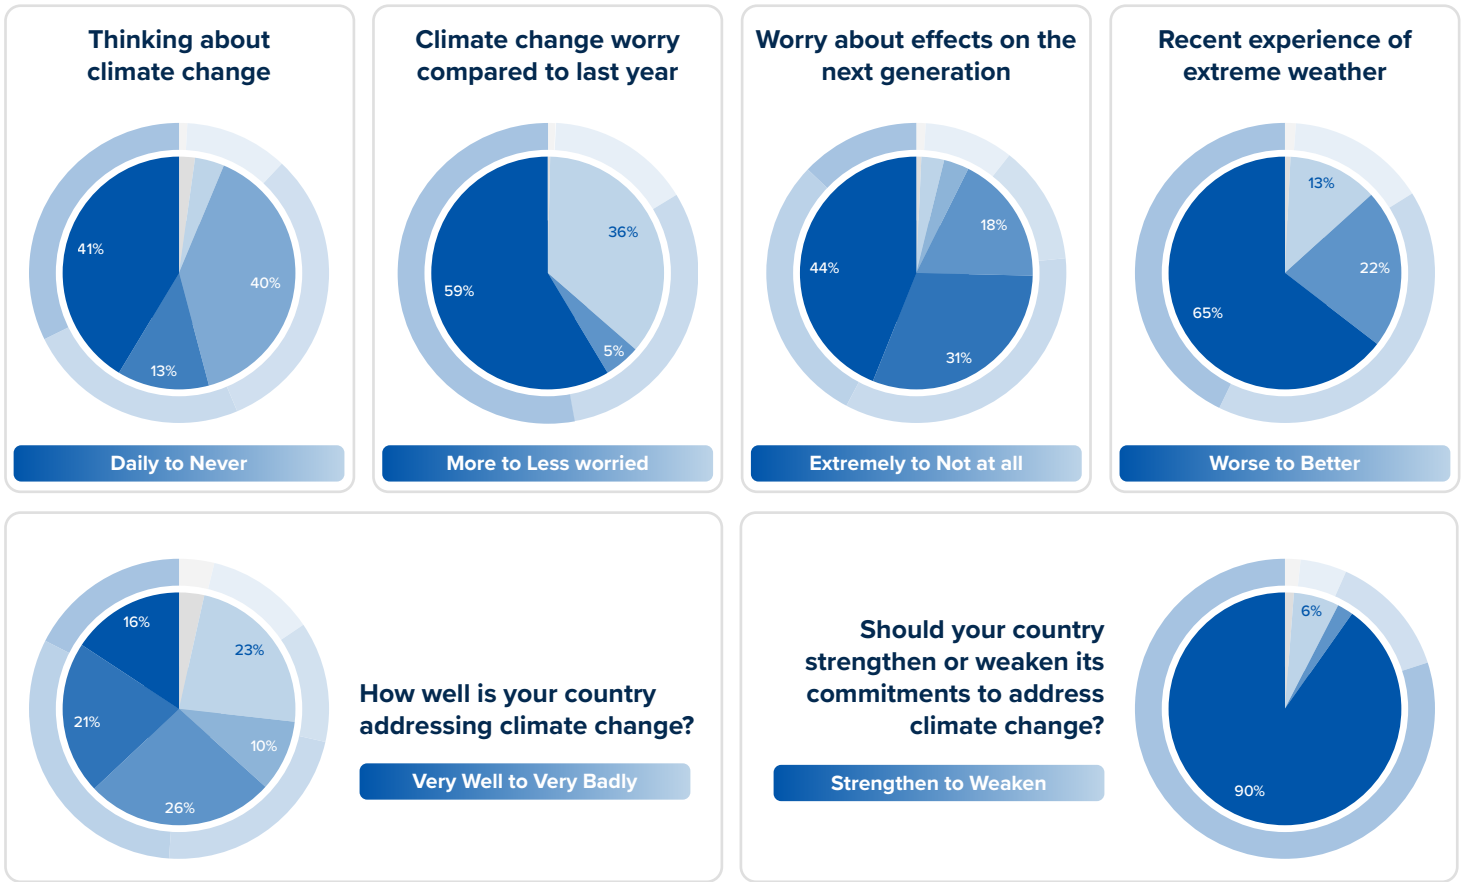 Thinking about
climate change
41%
40%
13%
Daily to Never
Climate change worry
compared to last year
36%
59%
5%
More to Less worried
Worry about effects on the
next generation
18%
44%
31%
Extremely to Not at all
Recent experience of
extreme weather
13%
22%
65%
Worse to Better
16%
23%
21%
10%
26%
How well is your country
addressing climate change?
Very Well to Very Badly
Should your country
strengthen or weaken its
commitments to address
climate change?
Strengthen to Weaken
6%
90%